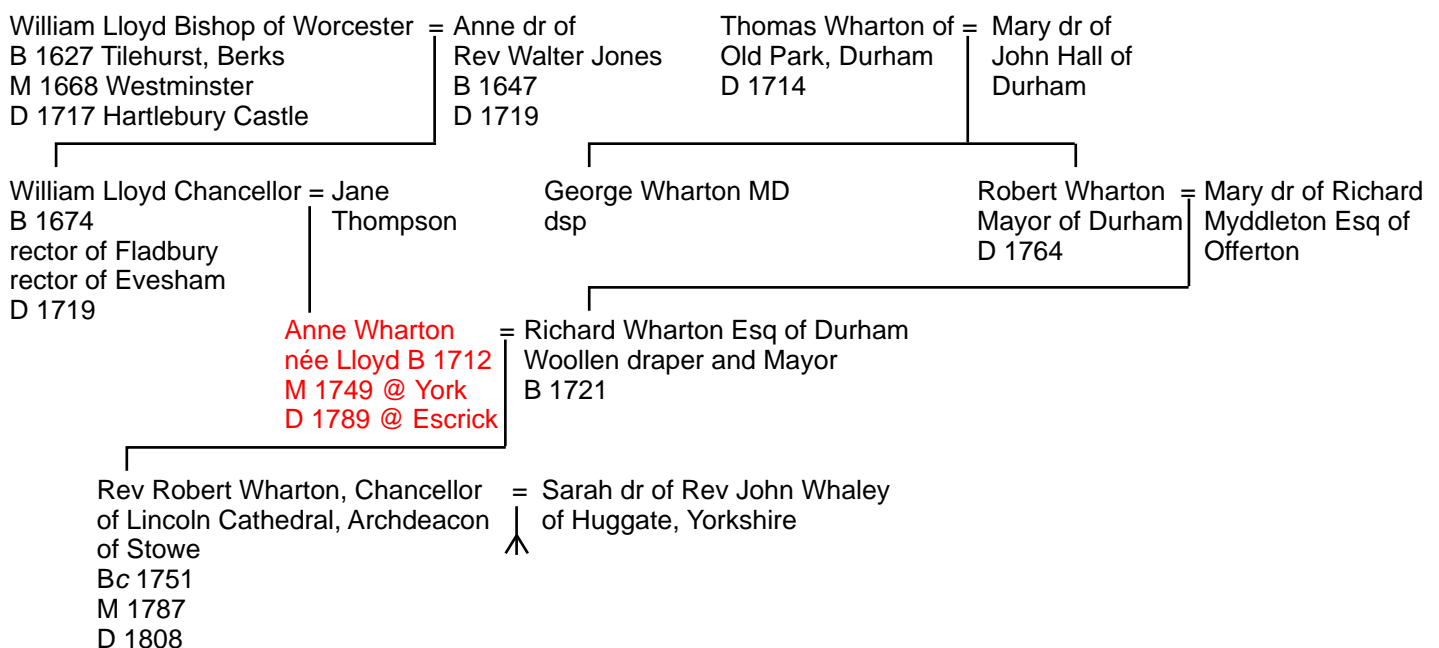 William Lloyd Bishop of Worcester
B 1627 Tilehurst, Berks
M 1668 Westminster
D 1717 Hartlebury Castle
=
Anne dr of
Rev Walter Jones
B 1647
D 1719
Thomas Wharton of
Old Park, Durham
D 1714
=
Mary dr of
John Hall of
Durham
William Lloyd Chancellor
B 1674
rector of Fladbury
rector of Evesham
D 1719
=
Jane
Thompson
George Wharton MD
dsp
Robert Wharton
Mayor of Durham
D 1764
=
Mary dr of Richard
Myddleton Esq of
Offerton
Anne Wharton
née Lloyd B 1712
M 1749 @ York
D 1789 @ Escrick
=
Richard Wharton Esq of Durham
Woollen draper and Mayor
B 1721
Rev Robert Wharton, Chancellor
of Lincoln Cathedral, Archdeacon
of Stowe
Bc 1751
M 1787
D 1808
=
Sarah dr of Rev John Whaley
of Huggate, Yorkshire